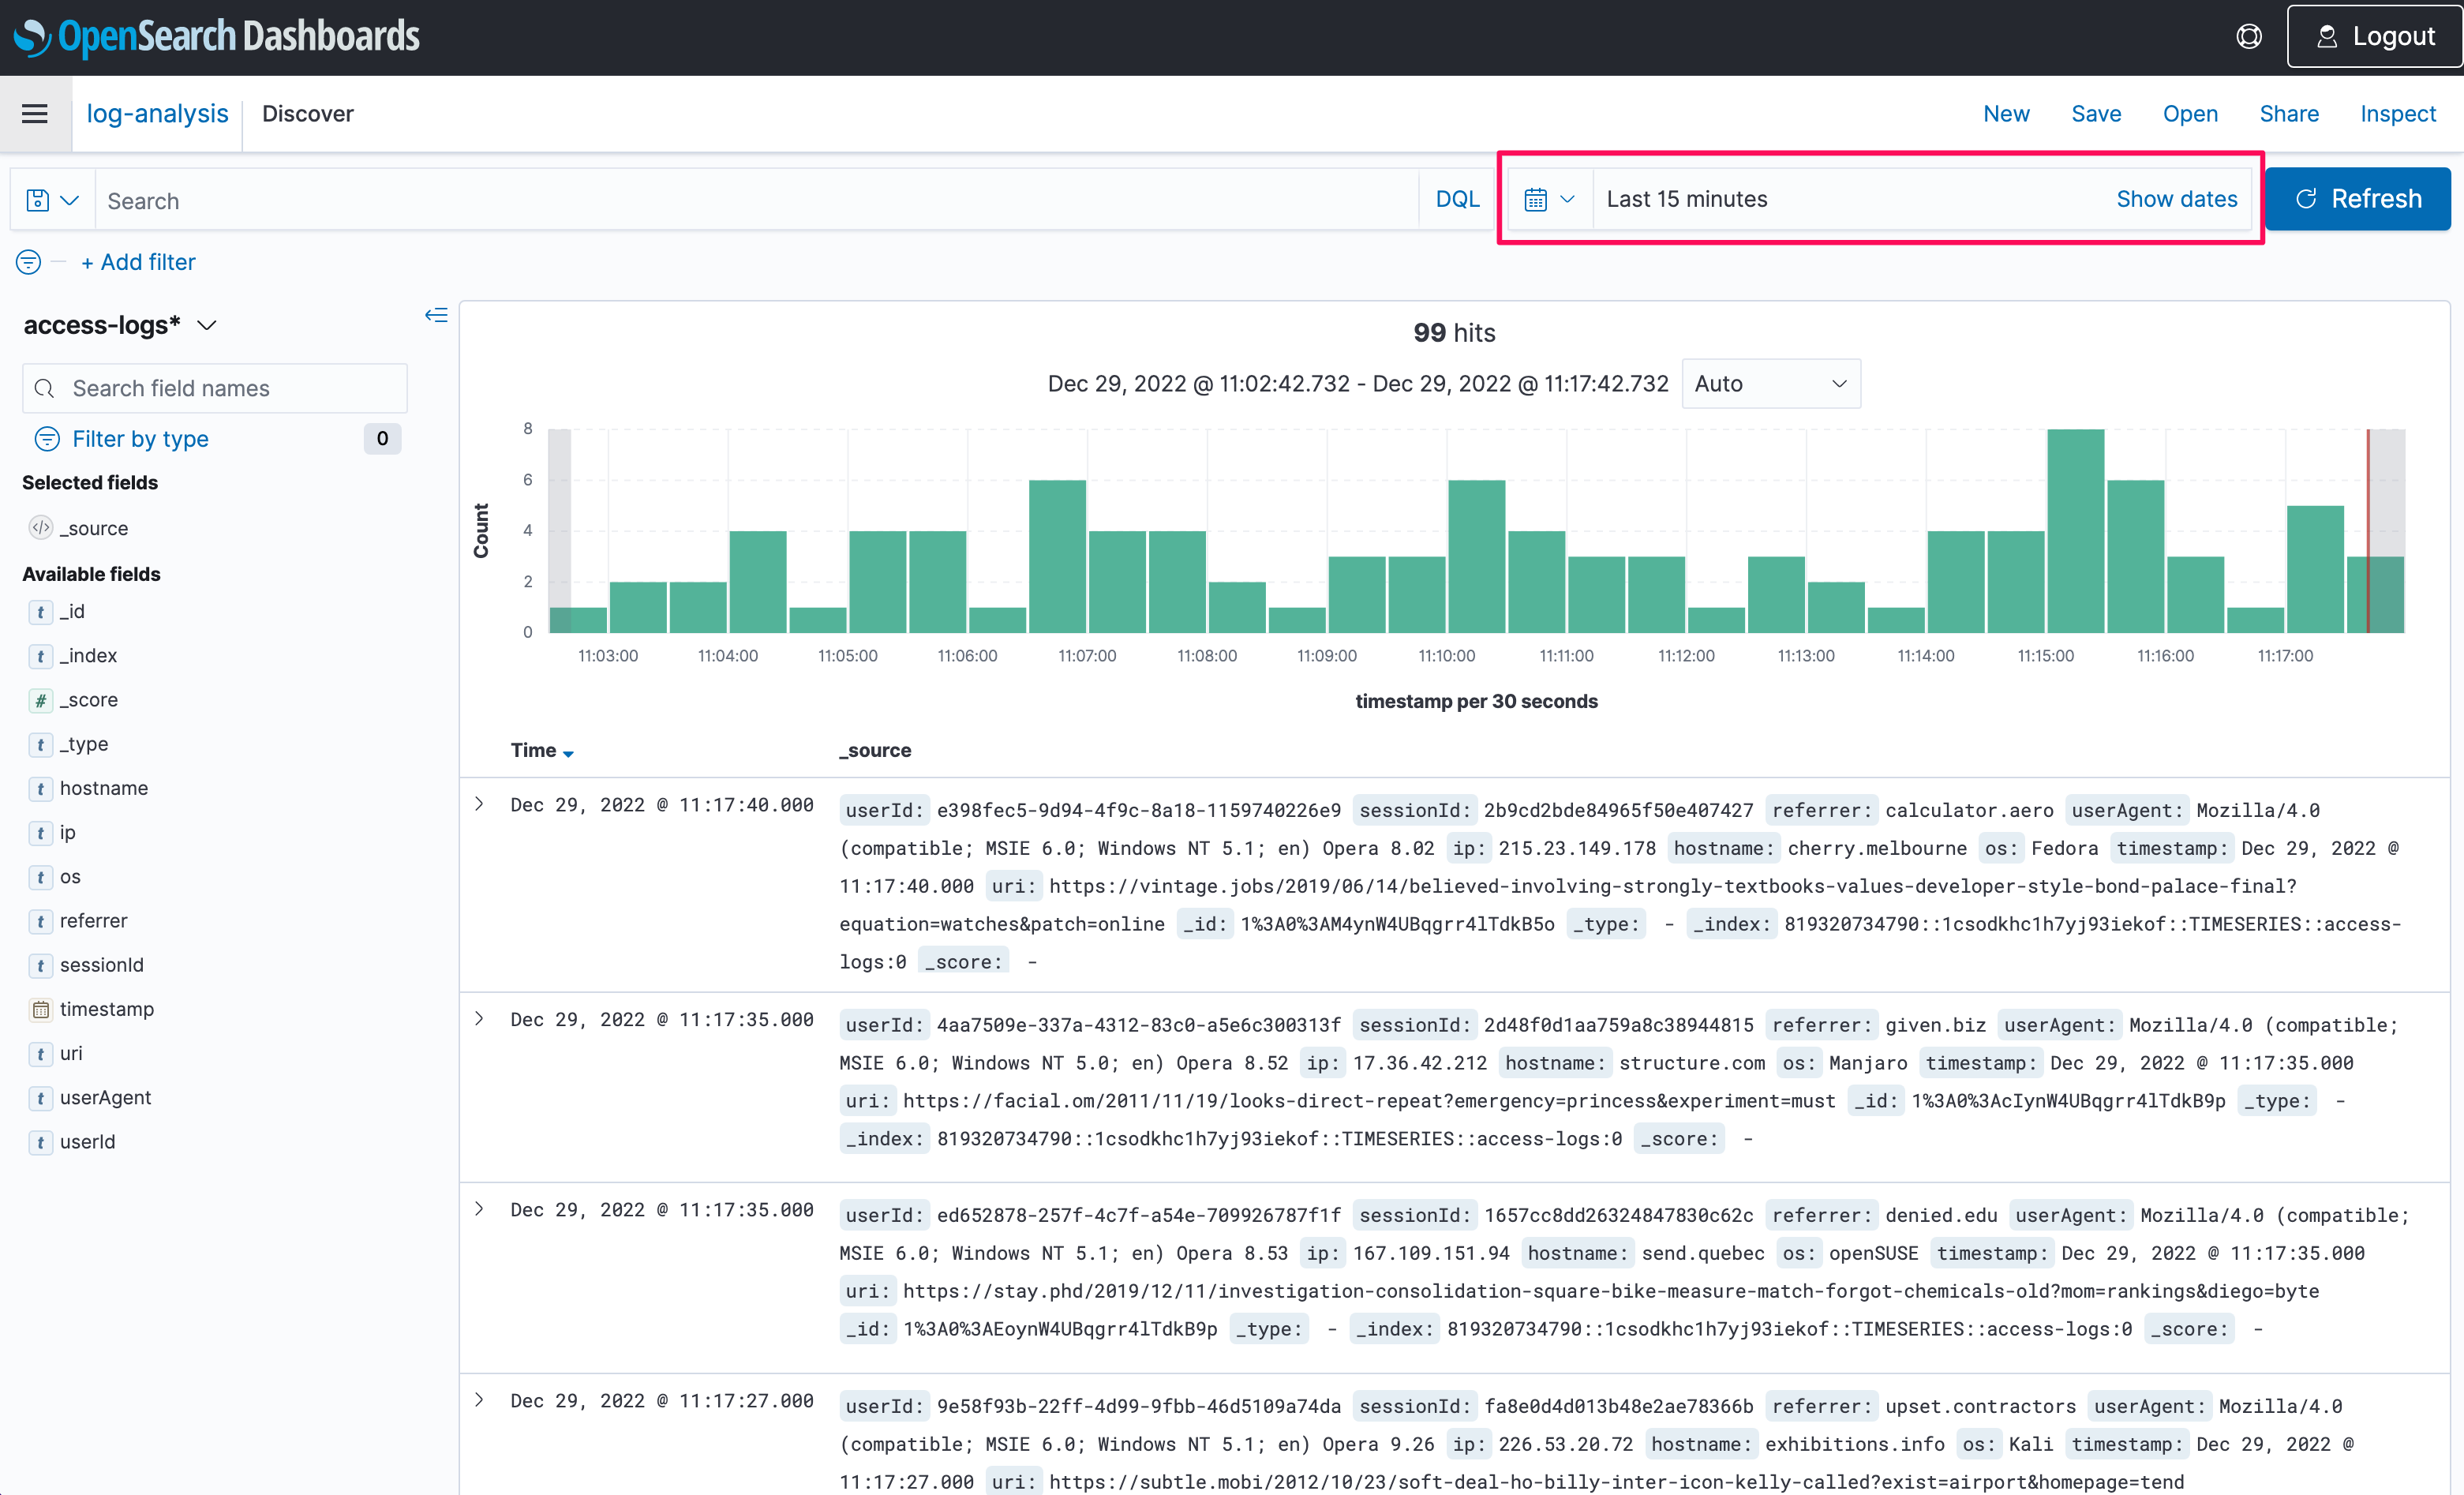 OpenSearch Dashboards
Logout
log-analysis
Discover
New
Save
Open
Share
Inspect
Search
DQL
Last 15 minutes
Show dates
Refresh
+ Add filter
access-logs*
Search field names
Filter by type
0
Selected fields
_source
Available fields
t _id
t _index
# _score
t _type
t hostname
t ip
t os
t referrer
t sessionId
timestamp
t uri
t userAgent
t userId
99 hits
Dec 29, 2022 @ 11:02:42.732 - Dec 29, 2022 @ 11:17:42.732
Auto
Count
8
6
4
2
0
11:03:00 11:04:00 11:05:00 11:06:00 11:07:00 11:08:00 11:09:00 11:10:00 11:11:00 11:12:00 11:13:00 11:14:00 11:15:00 11:16:00 11:17:00
timestamp per 30 seconds
Time
_source
Dec 29, 2022 @ 11:17:40.000
userId: e398fec5-9d94-4f9c-8a18-1159740226e9 sessionId: 2b9cd2bde84965f50e407427 referrer: calculator.aero userAgent: Mozilla/4.0
(compatible; MSIE 6.0; Windows NT 5.1; en) Opera 8.02 ip: 215.23.149.178 hostname: cherry.melbourne os: Fedora timestamp: Dec 29, 2022 @
11:17:40.000 uri: https://vintage.jobs/2019/06/14/believed-involving-strongly-textbooks-values-developer-style-bond-palace-final?
equation=watches&patch=online _id: 1%3A0%3AM4ynW4UBqgrr4lTdkB5o _type: - _index: 819320734790::1csodkhc1h7yj93iekof::TIMESERIES::access-
logs:0 _score: -
Dec 29, 2022 @ 11:17:35.000
userId: 4aa7509e-337a-4312-83c0-a5e6c300313f sessionId: 2d48f0d1aa759a8c38944815 referrer: given.biz userAgent: Mozilla/4.0 (compatible;
MSIE 6.0; Windows NT 5.0; en) Opera 8.52 ip: 17.36.42.212 hostname: structure.com os: Manjaro timestamp: Dec 29, 2022 @ 11:17:35.000
uri: https://facial.om/2011/11/19/looks-direct-repeat?emergency=princess&experiment=must _id: 1%3A0%3AcIynW4UBqgrr4lTdkB9p _type: -
_index: 819320734790::1csodkhc1h7yj93iekof::TIMESERIES::access-logs:0 _score: -
Dec 29, 2022 @ 11:17:35.000
userId: ed652878-257f-4c7f-a54e-709926787f1f sessionId: 1657cc8dd26324847830c62c referrer: denied.edu userAgent: Mozilla/4.0 (compatible;
MSIE 6.0; Windows NT 5.1; en) Opera 8.53 ip: 167.109.151.94 hostname: send.quebec os: openSUSE timestamp: Dec 29, 2022 @ 11:17:35.000
uri: https://stay.phd/2019/12/11/investigation-consolidation-square-bike-measure-match-forgot-chemicals-old?mom=rankings&diego=byte
_id: 1%3A0%3AEoynW4UBqgrr4lTdkB9p _type: - _index: 819320734790::1csodkhc1h7yj93iekof::TIMESERIES::access-logs:0 _score: -
Dec 29, 2022 @ 11:17:27.000
userId: 9e58f93b-22ff-4d99-9fbb-46d5109a74da sessionId: fa8e0d4d013b48e2ae78366b referrer: upset.contractors userAgent: Mozilla/4.0
(compatible; MSIE 6.0; Windows NT 5.1; en) Opera 9.26 ip: 226.53.20.72 hostname: exhibitions.info os: Kali timestamp: Dec 29, 2022 @
11:17:27.000 uri: https://subtle.mobi/2012/10/23/soft-deal-ho-billy-inter-icon-kelly-called?exist=airport&homepage=tend